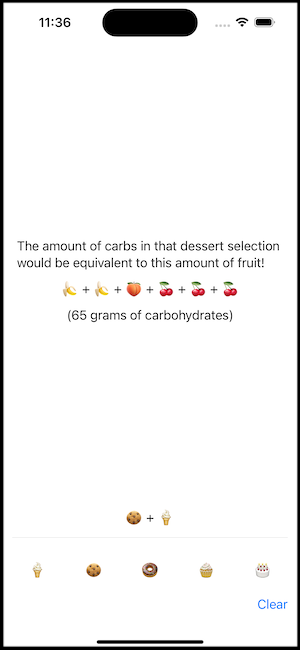 11:36
The amount of carbs in that dessert selection
would be equivalent to this amount of fruit!
🍌 + 🍌 + 🍑 + 🍒 + 🍒 + 🍒
(65 grams of carbohydrates)
🍪 + 🍦
🍦 🍪 🍩 🧁 🍰
Clear